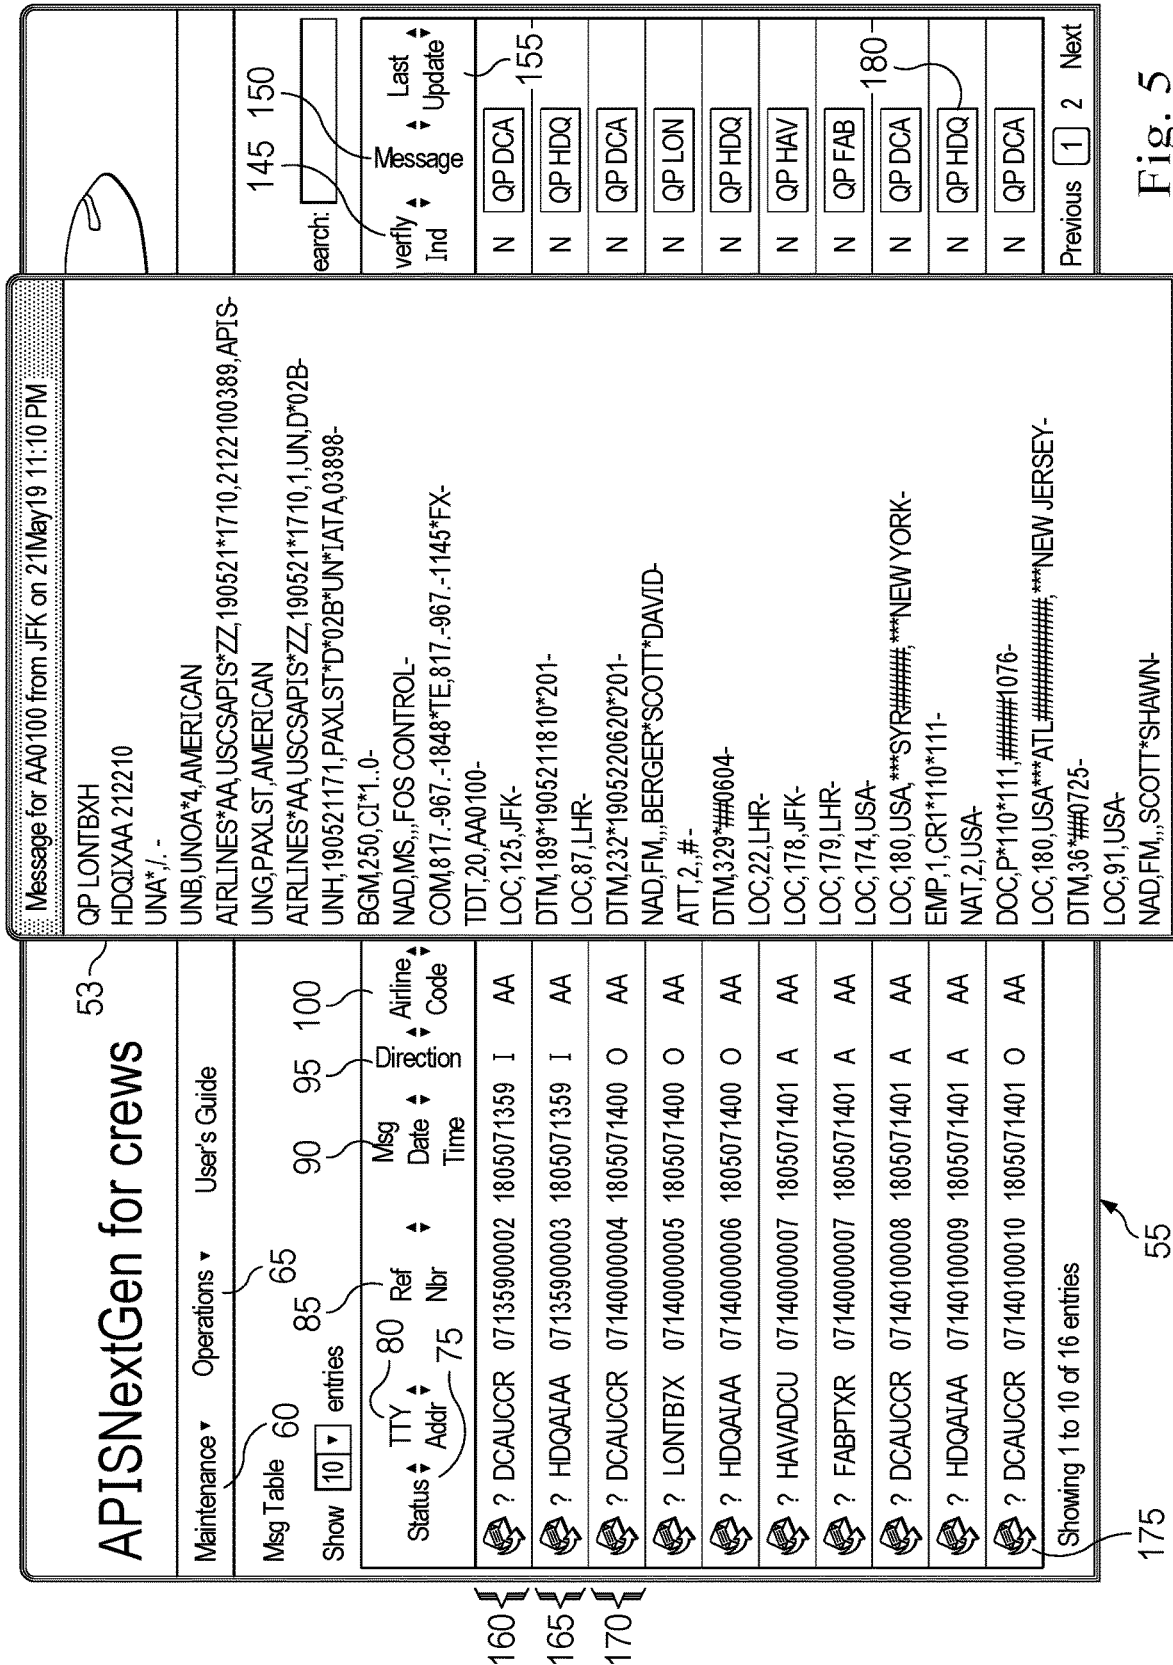 APISNextGen for crews
53
Maintenance ▾ Operations ▾ User's Guide
60
65
Msg Table
Show 10 ▾ entries
earch:
85
90
95
100
145
150
Status
TTY Addr
Ref Nbr
Msg Date Time
Direction
Airline Code
verfly Ind
Message
Last Update
80
75
155
160
? DCAUCCR 07135900002 1805071359 I AA N QP DCA
165
? HDQAIAA 07135900003 1805071359 I AA N QP HDQ
170
? DCAUCCR 07140000004 1805071400 O AA N QP DCA
? LONTB7X 071400000005 1805071400 O AA N QP LON
? HDQAIAA 071400000006 1805071400 O AA N QP HDQ
? HAVADCU 071400000007 1805071401 A AA N QP HAV
? FABPTXR 071400000007 1805071401 A AA N QP FAB
? DCAUCCR 071401000008 1805071401 A AA N QP DCA
? HDQAIAA 071401000009 1805071401 A AA N QP HDQ
? DCAUCCR 071401000010 1805071401 O AA N QP DCA
180
175
Showing 1 to 10 of 16 entries
Previous 1 2 Next
55
Message for AA0100 from JFK on 21May19 11:10 PM
QP LONTBXH
HDQIXAA 212210
UNA*,/. -
UNB,UNOA*4,AMERICAN
AIRLINES*AA,USCSAPIS*ZZ,190521*1710,2122100389,APIS-
UNG,PAXLST,AMERICAN
AIRLINES*AA,USCSAPIS*ZZ,190521*1710,1,UN,D*02B-
UNH,190521171,PAXLST*D*02B*UN*IATA,03898-
BGM,250,CI*1..0-
NAD,MS,,,FOS CONTROL-
COM,817.-967.-1848*TE,817.-967.-1145*FX-
TDT,20,AA0100-
LOC,125,JFK-
DTM,189*1905211810*201-
LOC,87,LHR-
DTM,232*1905220620*201-
NAD,FM,,,BERGER*SCOTT*DAVID-
ATT,2,,#-
DTM,329*##0604-
LOC,22,LHR-
LOC,178,JFK-
LOC,179,LHR-
LOC,174,USA-
LOC,180,USA,***SYR######,***NEW YORK-
EMP,1,CR1*110*111-
NAT,2,USA-
DOC,P*110*111,#####1076-
LOC,180,USA***ATL###########,***NEW JERSEY-
DTM,36*##0725-
LOC,91,USA-
NAD,FM,,,SCOTT*SHAWN-
Fig. 5